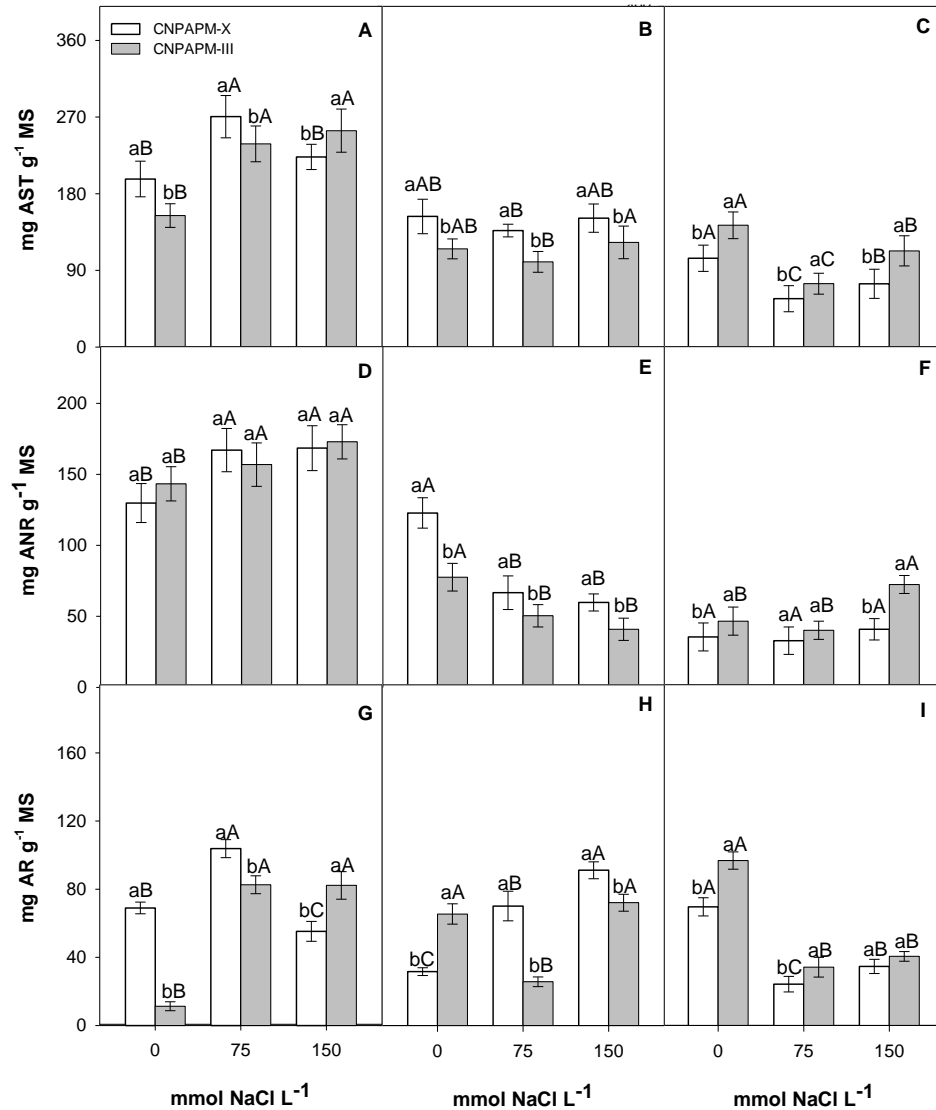 CNPAPM-X
CNPAPM-III
A
B
C
360
270
180
90
0
mg AST g-1 MS
aB
bB
aA
bA
bB
aA
aAB
bAB
aB
bB
aAB
bA
bA
aA
bC
aC
bB
aB
D
E
F
200
150
100
50
0
mg ANR g-1 MS
aB
aB
aA
aA
aA
aA
aA
bA
aB
bB
aB
bB
bA
aB
aA
aB
bA
aA
G
H
I
160
120
80
40
0
mg AR g-1 MS
aB
bB
aA
bA
bC
aA
bC
aA
aB
bB
aA
bA
bA
aA
bC
aB
aB
aB
0 75 150
0 75 150
0 75 150
mmol NaCl L-1
mmol NaCl L-1
mmol NaCl L-1